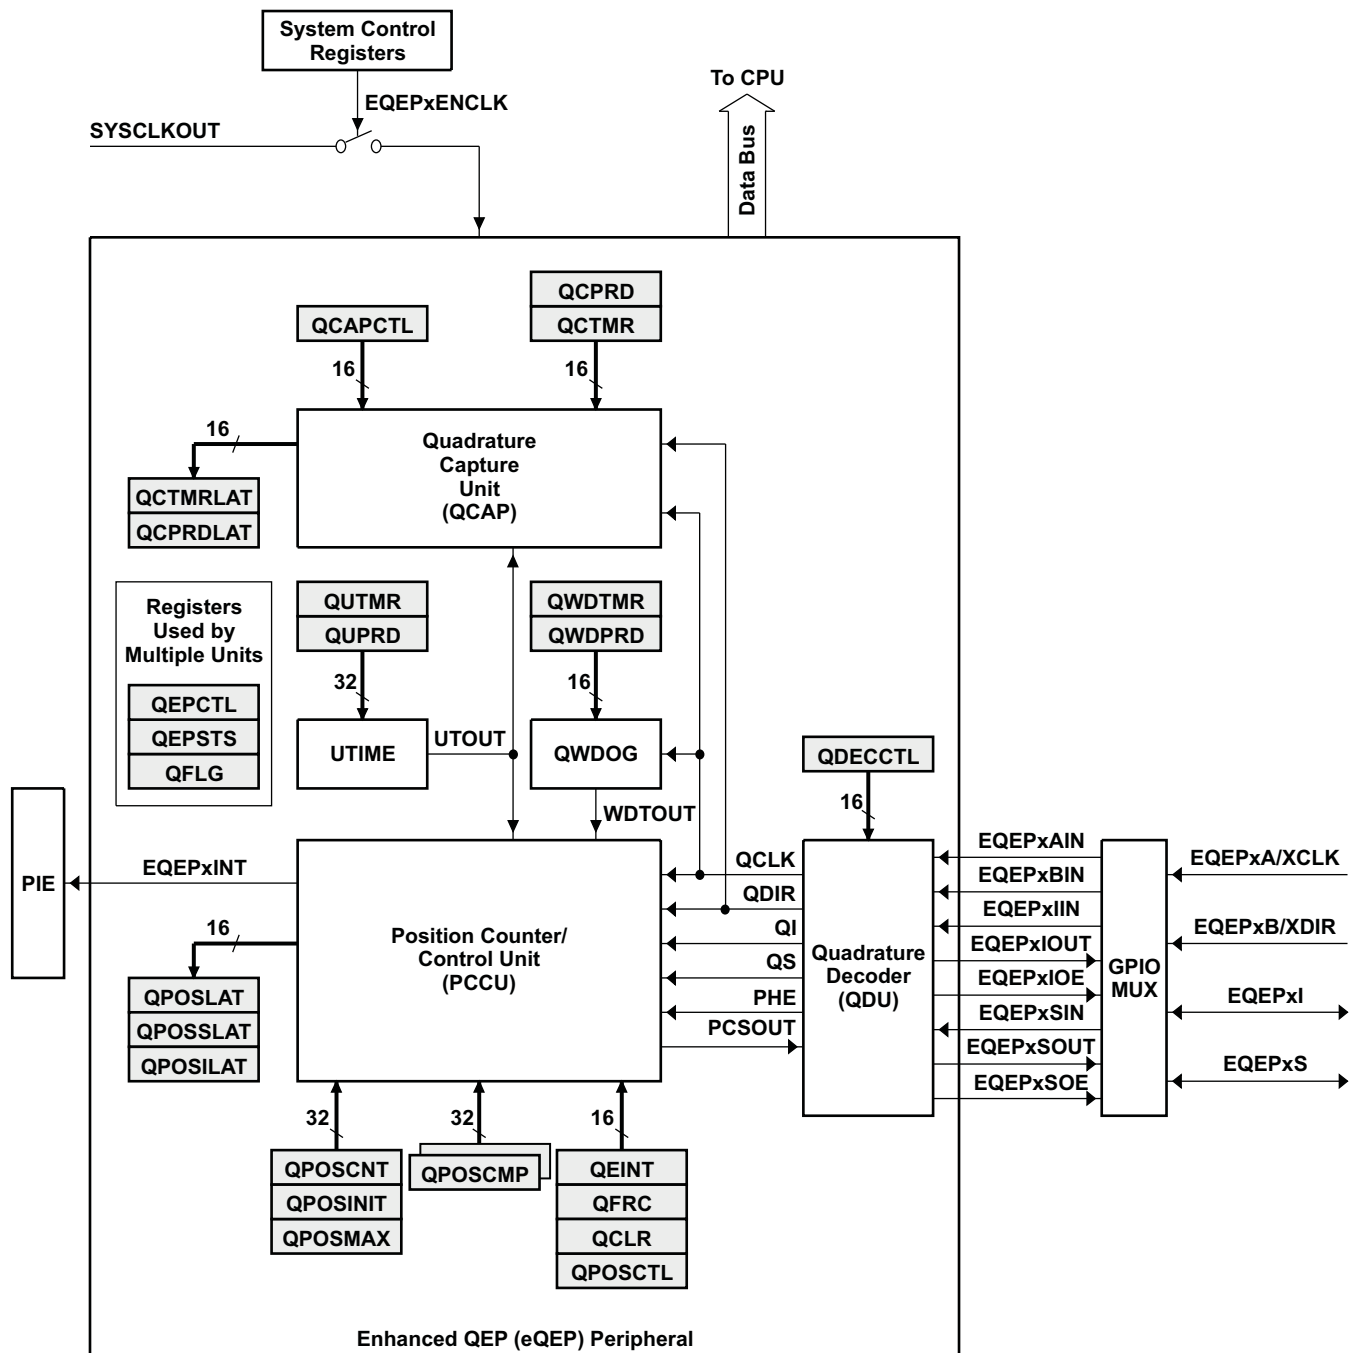 System Control
Registers
To CPU
EQEPxENCLK
SYSCLKOUT
Data Bus
QCPRD
QCAPCTL
QCTMR
16
16
16
Quadrature
Capture
Unit
(QCAP)
QCTMRLAT
QCPRDLAT
Registers
Used by
Multiple Units
QEPCTL
QEPSTS
QFLG
QUTMR
QUPRD
QWDTMR
QWDPRD
32
16
UTIME
UTOUT
QWDOG
QDECCTL
WDTOUT
16
PIE
EQEPxINT
16
QPOSLAT
QPOSSLAT
QPOSILAT
Position Counter/
Control Unit
(PCCU)
QCLK
QDIR
QI
QS
PHE
PCSOUT
Quadrature
Decoder
(QDU)
EQEPxAIN
EQEPxBIN
EQEPxIIN
EQEPxIOUT
EQEPxIOE
EQEPxSIN
EQEPxSOUT
EQEPxSOE
GPIO
MUX
EQEPxA/XCLK
EQEPxB/XDIR
EQEPxI
EQEPxS
32
32
16
QPOSCNT
QPOSINIT
QPOSMAX
QPOSCMP
QEINT
QFRC
QCLR
QPOSCTL
Enhanced QEP (eQEP) Peripheral